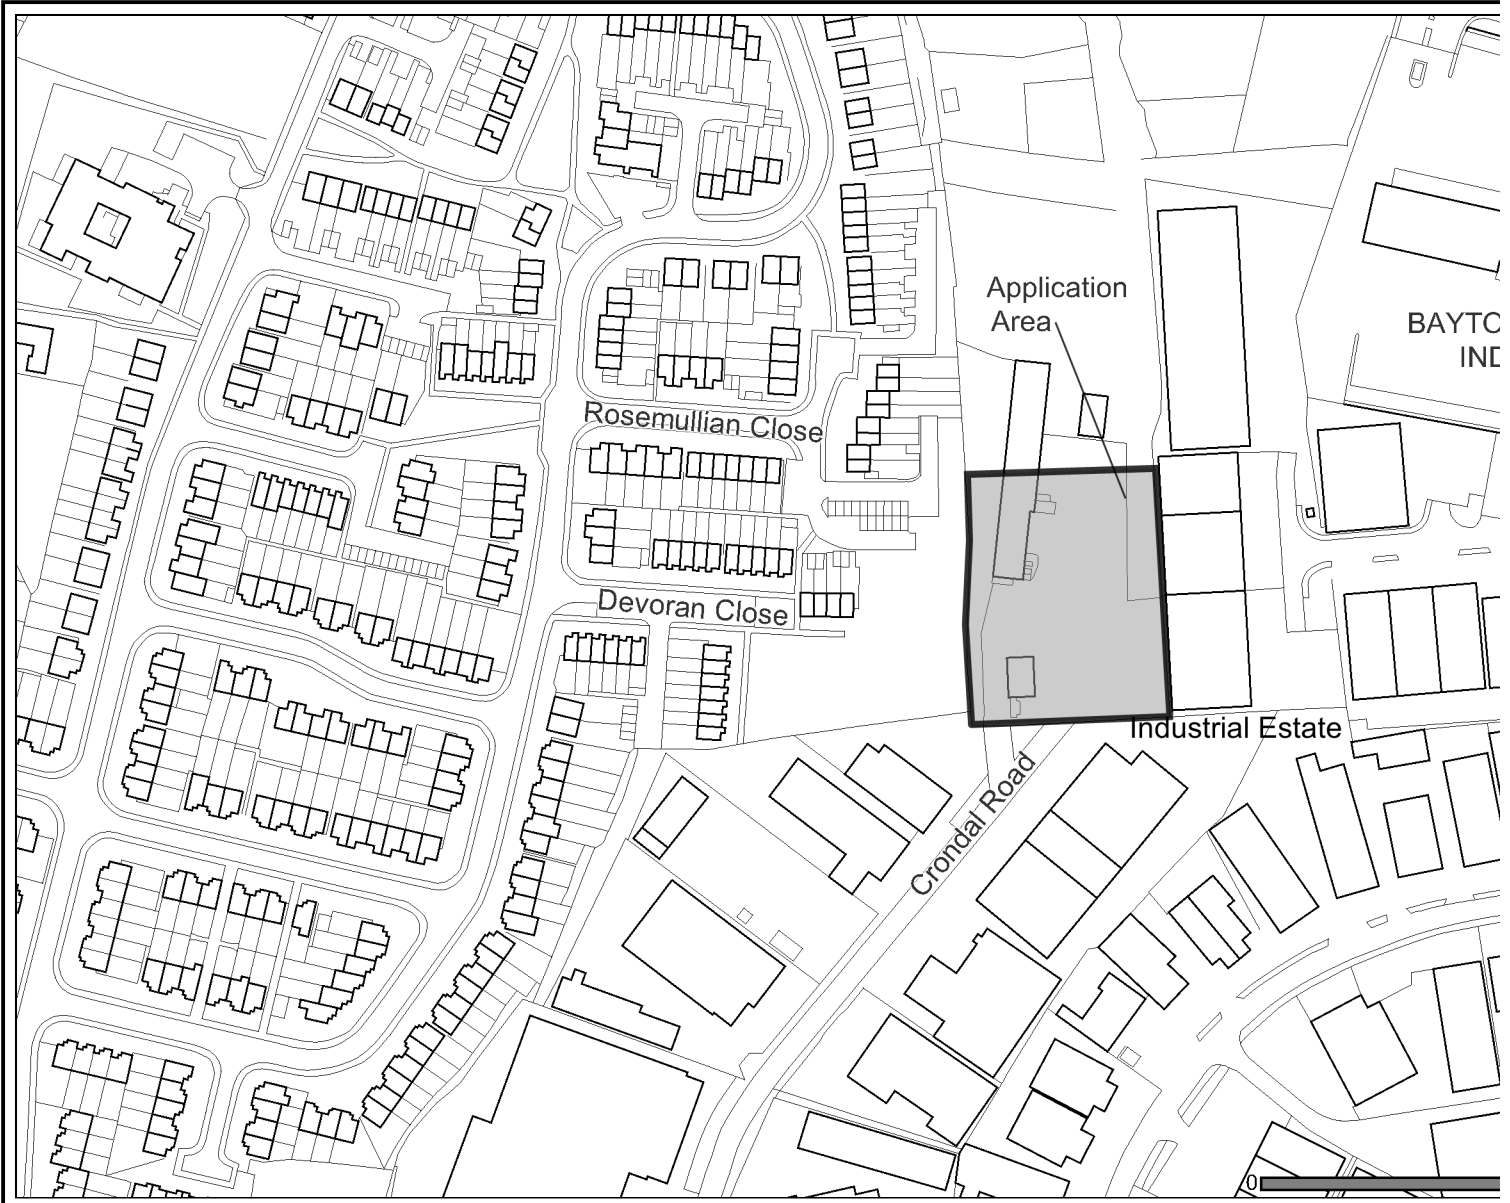 Application
Area
BAYTO
IND
Rosemullian Close
Devoran Close
Industrial Estate
Crondal Road
0